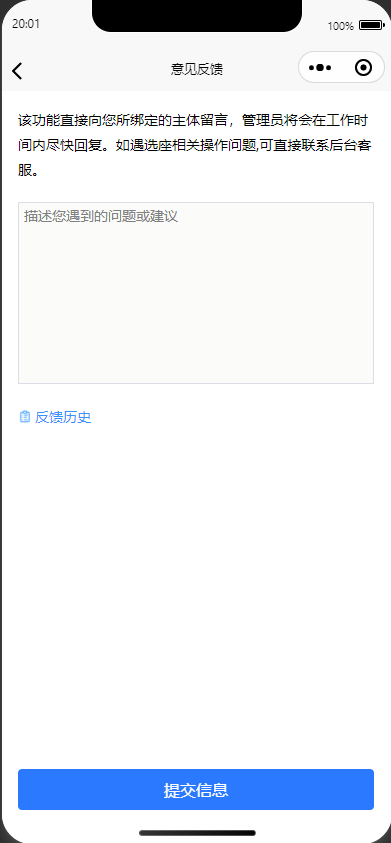 20:01
100%
意见反馈
该功能直接向您所绑定的主体留言，管理员将会在工作时
间内尽快回复。如遇选座相关操作问题,可直接联系后台客
服。
描述您遇到的问题或建议
反馈历史
提交信息